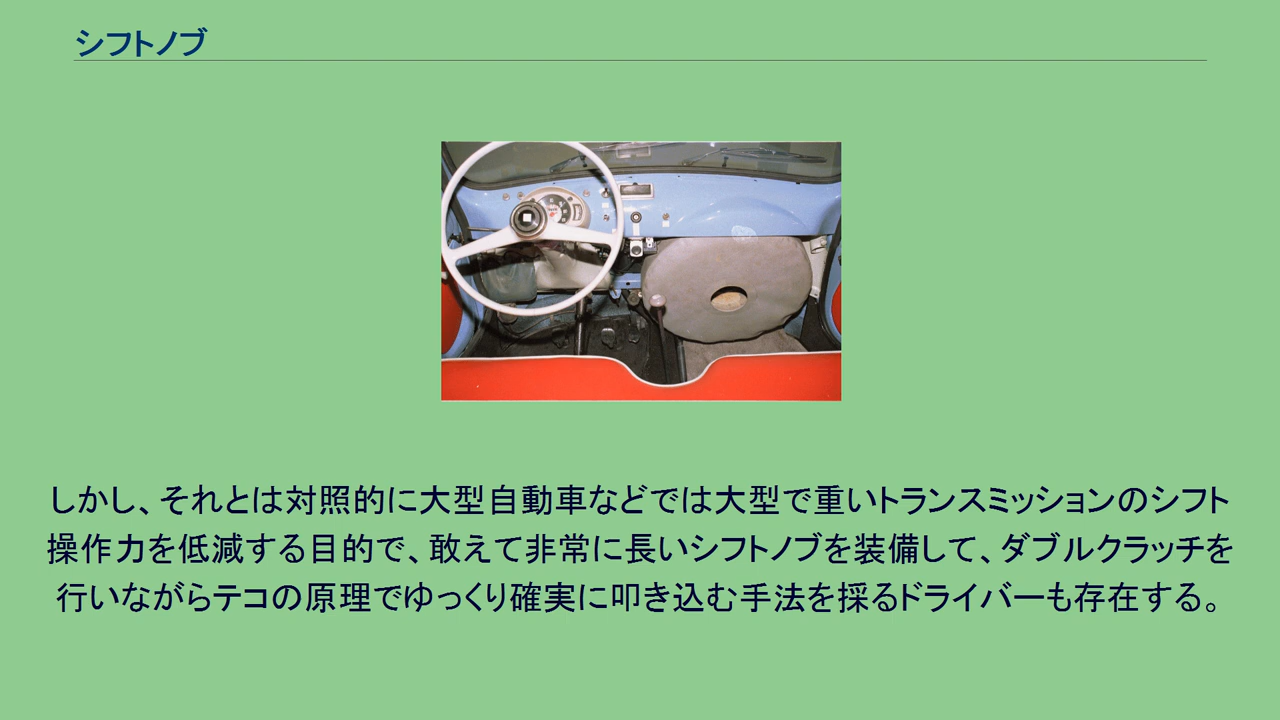 シフトノブ
しかし、それとは対照的に大型自動車などでは大型で重いトランスミッションのシフト
操作力を低減する目的で、敢えて非常に長いシフトノブを装備して、ダブルクラッチを
行いながらテコの原理でゆっくり確実に叩き込む手法を採るドライバーも存在する。